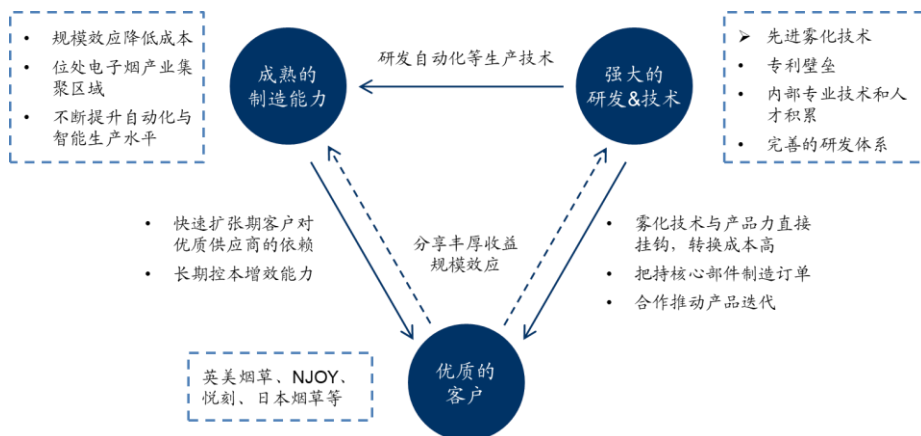 • 规模效应降低成本
• 位处电子烟产业集
聚区域
• 不断提升自动化与
智能生产水平
成熟的
制造能力
研发自动化等生产技术
强大的
研发&技术
➤ 先进雾化技术
• 专利壁垒
• 内部专业技术和人
才积累
• 完善的研发体系
• 快速扩张期客户对
优质供应商的依赖
• 长期控本增效能力
分享丰厚收益
规模效应
• 雾化技术与产品力直接
挂钩，转换成本高
• 把持核心部件制造订单
• 合作推动产品迭代
英美烟草、NJOY、
悦刻、日本烟草等
优质的
客户